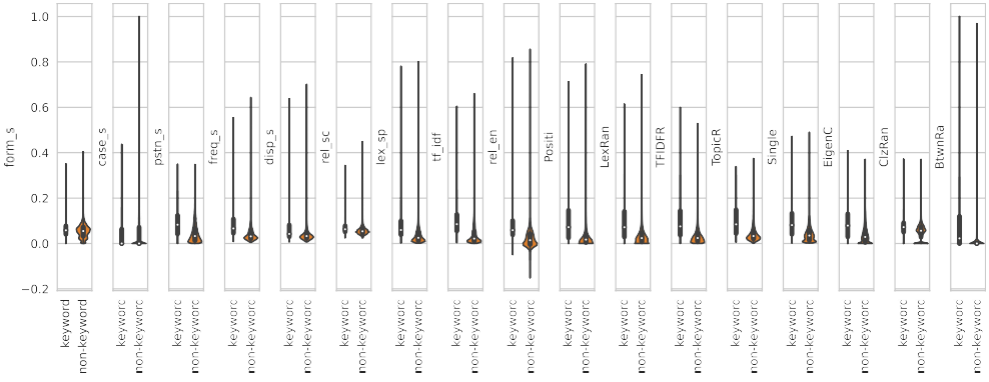 1.0
0.8
0.6
0.4
0.2
0.0
−0.2
form_s
case_s
pstn_s
freq_s
disp_s
rel_sc
lex_sp
tf_idf
rel_en
Positi
LexRan
TFIDFR
TopicR
Single
EigenC
ClzRan
BtwnRa
keyword
non-keyword
keyworc
non-keyworc
keyworc
non-keyworc
keyworc
non-keyworc
keyworc
non-keyworc
keyworc
non-keyworc
keyworc
non-keyworc
keyworc
non-keyworc
keyworc
non-keyworc
keyworc
non-keyworc
keyworc
non-keyworc
keyworc
non-keyworc
keyworc
non-keyworc
keyworc
non-keyworc
keyworc
non-keyworc
keyworc
non-keyworc
keyworc
non-keyworc